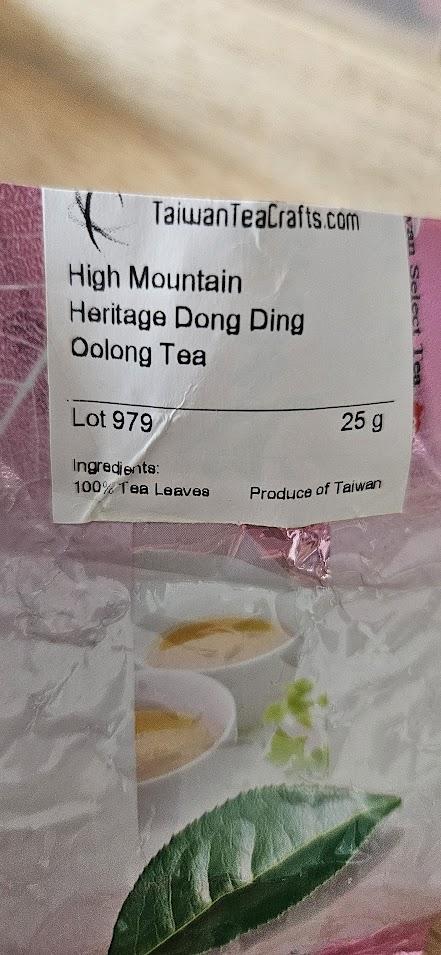 TaiwanTeaCrafts.com
High Mountain
Heritage Dong Ding
Oolong Tea
Lot 979 25 g
Ingredients:
100% Tea Leaves Produce of Taiwan
Select Tea